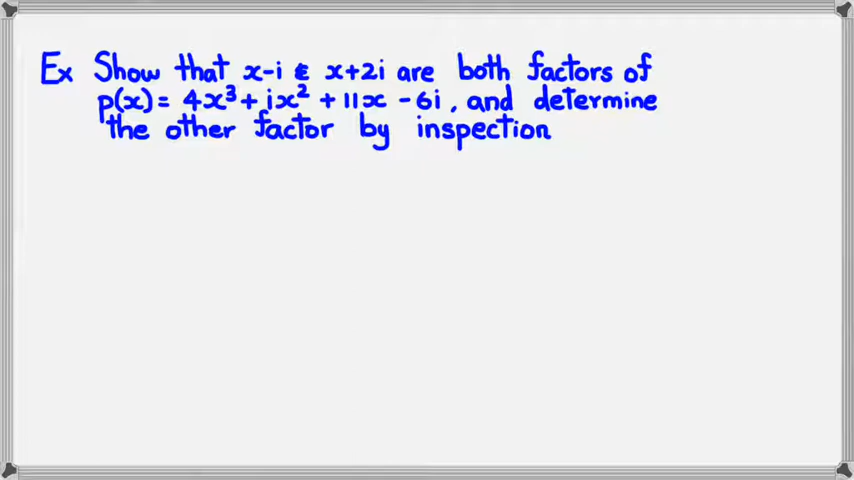 Ex Show that x-i & x+2i are both factors of
p(x) = 4x³ + ix² + 11x - 6i , and determine
the other factor by inspection